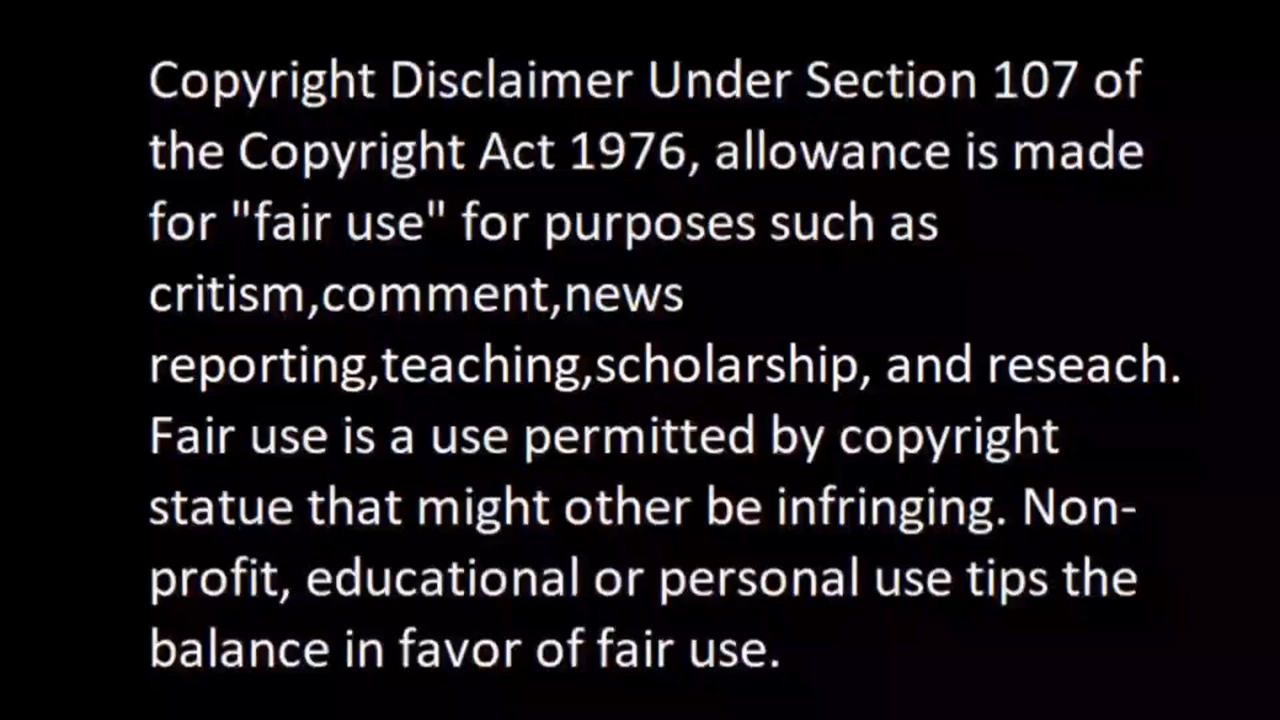 Copyright Disclaimer Under Section 107 of
the Copyright Act 1976, allowance is made
for "fair use" for purposes such as
critism,comment,news
reporting,teaching,scholarship, and reseach.
Fair use is a use permitted by copyright
statue that might other be infringing. Non-
profit, educational or personal use tips the
balance in favor of fair use.